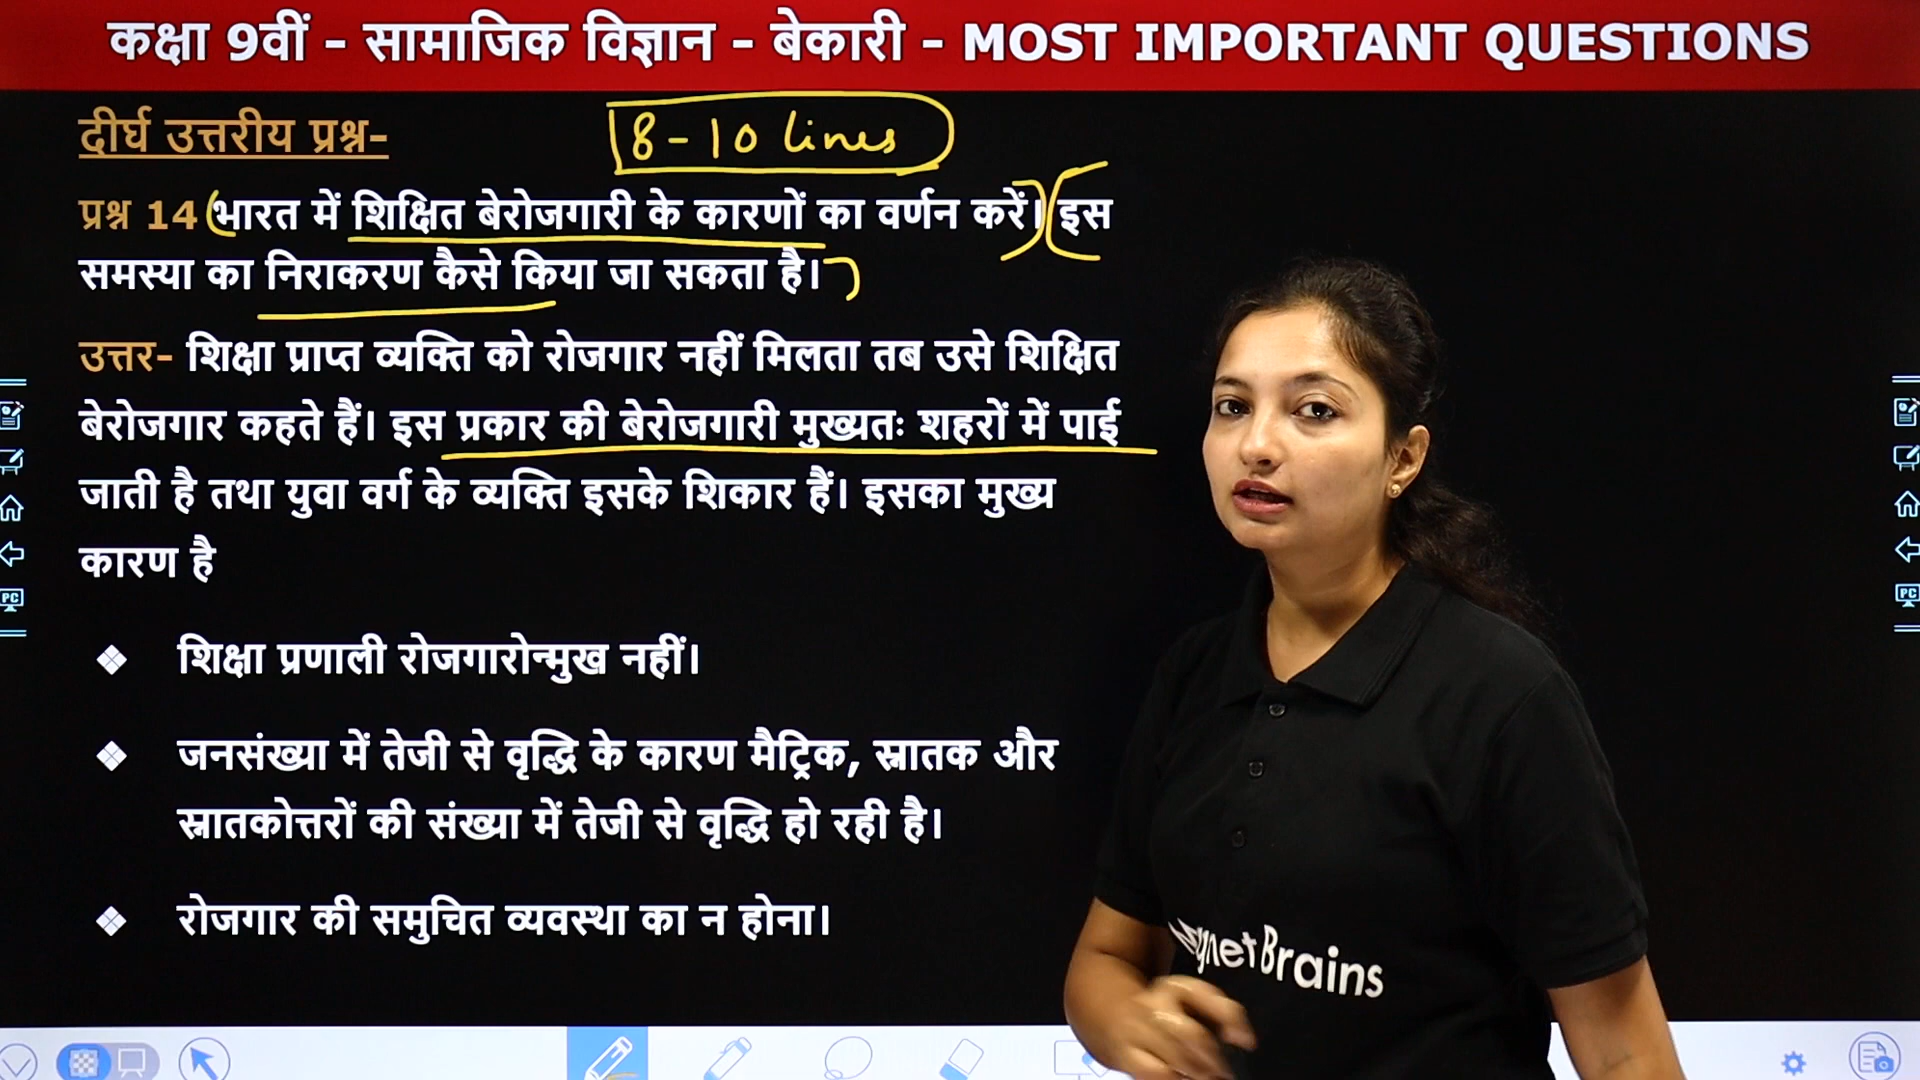 कक्षा 9वीं - सामाजिक विज्ञान - बेकारी - MOST IMPORTANT QUESTIONS
दीर्घ उत्तरीय प्रश्न-
8-10 lines
प्रश्न 14 भारत में शिक्षित बेरोजगारी के कारणों का वर्णन करें। इस
समस्या का निराकरण कैसे किया जा सकता है।
उत्तर- शिक्षा प्राप्त व्यक्ति को रोजगार नहीं मिलता तब उसे शिक्षित
बेरोजगार कहते हैं। इस प्रकार की बेरोजगारी मुख्यतः शहरों में पाई
जाती है तथा युवा वर्ग के व्यक्ति इसके शिकार हैं। इसका मुख्य
कारण है
❖ शिक्षा प्रणाली रोजगारोन्मुख नहीं।
❖ जनसंख्या में तेजी से वृद्धि के कारण मैट्रिक, स्नातक और
स्नातकोत्तरों की संख्या में तेजी से वृद्धि हो रही है।
❖ रोजगार की समुचित व्यवस्था का न होना।
PC
PC
Brains